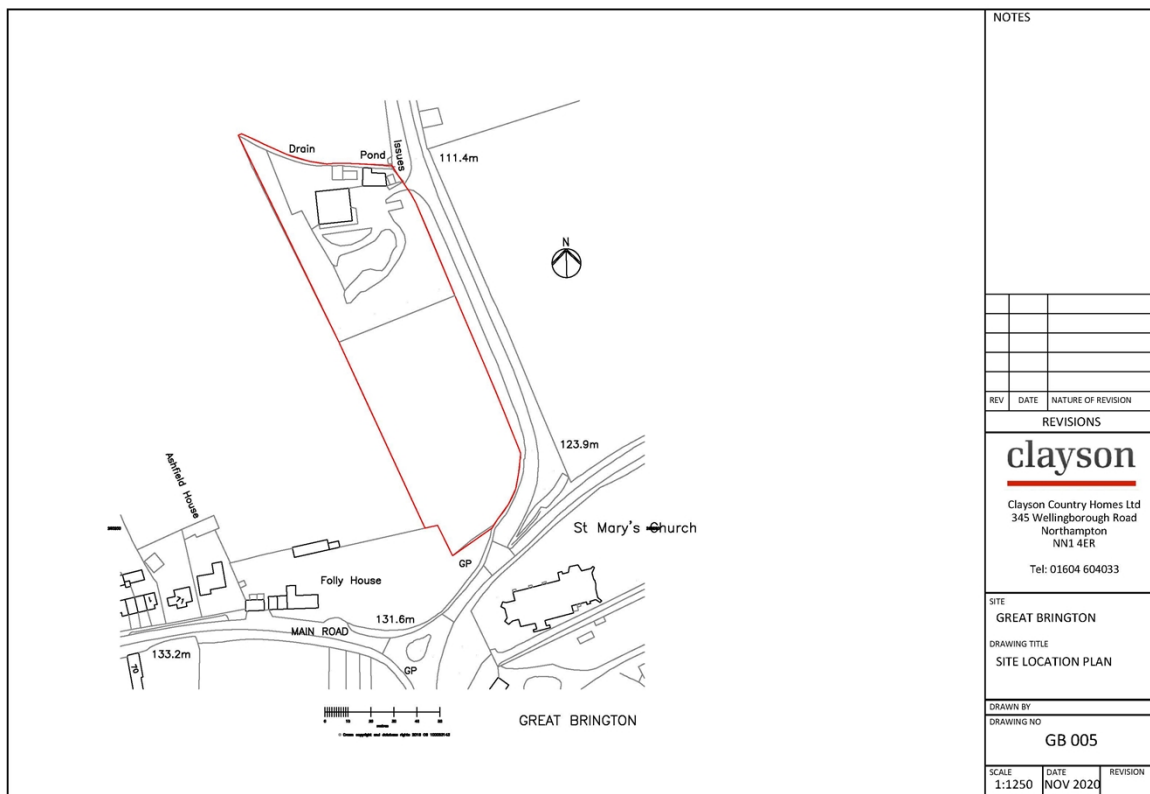 NOTES
Drain
Pond
Issues
111.4m
N
123.9m
Ashfield House
St Mary's Church
GP
Folly House
131.6m
MAIN ROAD
133.2m
70
GP
metres
GREAT BRINGTON
REV DATE NATURE OF REVISION
REVISIONS
clayson
Clayson Country Homes Ltd
345 Wellingborough Road
Northampton
NN1 4ER
Tel: 01604 604033
SITE
GREAT BRINGTON
DRAWING TITLE
SITE LOCATION PLAN
DRAWN BY
DRAWING NO
GB 005
SCALE DATE REVISION
1:1250 NOV 2020